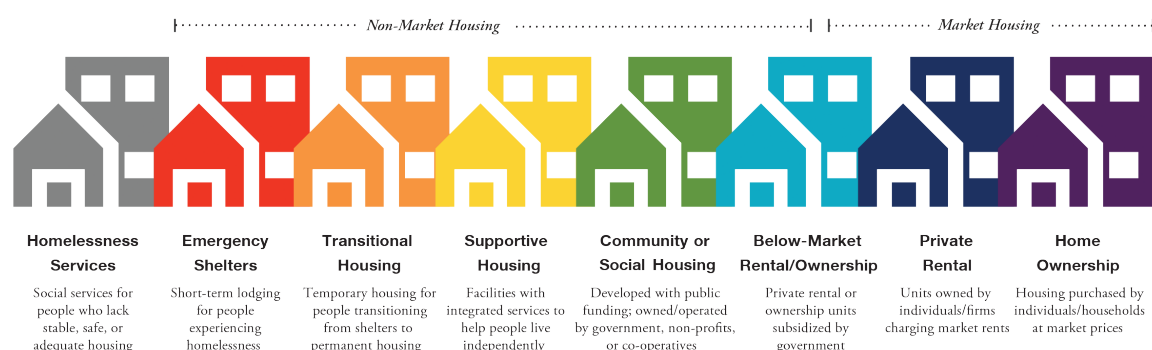 Non-Market Housing
Market Housing
Homelessness
Services
Social services for
people who lack
stable, safe, or
adequate housing
Emergency
Shelters
Short-term lodging
for people
experiencing
homelessness
Transitional
Housing
Temporary housing for
people transitioning
from shelters to
permanent housing
Supportive
Housing
Facilities with
integrated services to
help people live
independently
Community or
Social Housing
Developed with public
funding; owned/operated
by government, non-profits,
or co-operatives
Below-Market
Rental/Ownership
Private rental or
ownership units
subsidized by
government
Private
Rental
Units owned by
individuals/firms
charging market rents
Home
Ownership
Housing purchased by
individuals/households
at market prices